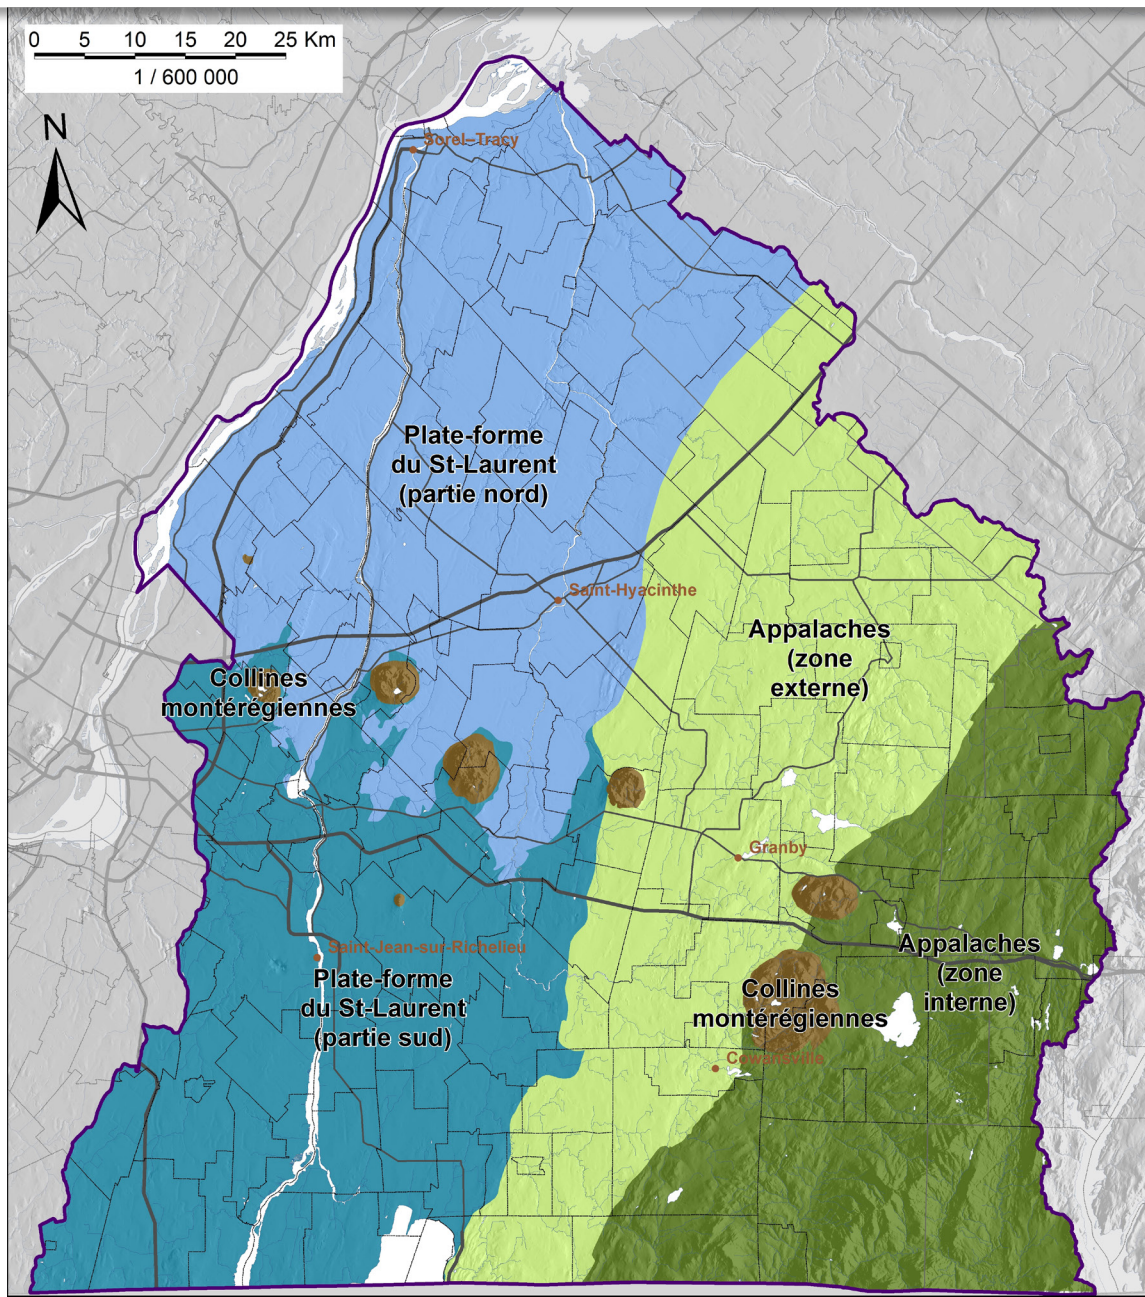 0 5 10 15 20 25 Km
1 / 600 000
N
Sorel–Tracy
Plate-forme
du St-Laurent
(partie nord)
Saint-Hyacinthe
Appalaches
(zone
externe)
Collines
montérégiennes
Granby
Saint-Jean-sur-Richelieu
Appalaches
(zone
interne)
Plate-forme
du St-Laurent
(partie sud)
Collines
montérégiennes
Cowansville